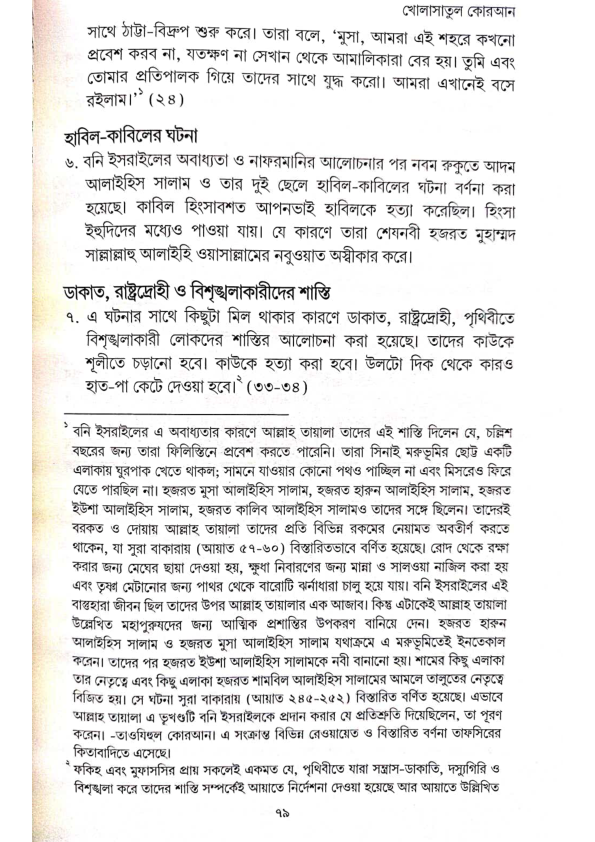 খোলাসাতুল কোরআন
সাথে ঠাট্টা-বিদ্রূপ শুরু করে। তারা বলে, ‘মুসা, আমরা এই শহরে কখনো
প্রবেশ করব না, যতক্ষণ না সেখান থেকে আমালিকারা বের হয়। তুমি এবং
তোমার প্রতিপালক গিয়ে তাদের সাথে যুদ্ধ করো। আমরা এখানেই বসে
রইলাম।’¹ (২৪)
হাবিল-কাবিলের ঘটনা
৬. বনি ইসরাইলের অবাধ্যতা ও নাফরমানির আলোচনার পর নবম রুকুতে আদম
আলাইহিস সালাম ও তার দুই ছেলে হাবিল-কাবিলের ঘটনা বর্ণনা করা
হয়েছে। কাবিল হিংসাবশত আপনভাই হাবিলকে হত্যা করেছিল। হিংসা
ইহুদিদের মধ্যেও পাওয়া যায়। যে কারণে তারা শেষনবী হজরত মুহাম্মদ
সাল্লাল্লাহু আলাইহি ওয়াসাল্লামের নবুওয়াত অস্বীকার করে।
ডাকাত, রাষ্ট্রদ্রোহী ও বিশৃঙ্খলাকারীদের শাস্তি
৭. এ ঘটনার সাথে কিছুটা মিল থাকার কারণে ডাকাত, রাষ্ট্রদ্রোহী, পৃথিবীতে
বিশৃঙ্খলাকারী লোকদের শাস্তির আলোচনা করা হয়েছে। তাদের কাউকে
শূলীতে চড়ানো হবে। কাউকে হত্যা করা হবে। উলটো দিক থেকে কারও
হাত-পা কেটে দেওয়া হবে।² (৩৩-৩৪)
¹ বনি ইসরাইলের এ অবাধ্যতার কারণে আল্লাহ তায়ালা তাদের এই শাস্তি দিলেন যে, চল্লিশ
বছরের জন্য তারা ফিলিস্তিনে প্রবেশ করতে পারেনি। তারা সিনাই মরুভূমির ছোট্ট একটি
এলাকায় ঘুরপাক খেতে থাকল; সামনে যাওয়ার কোনো পথও পাচ্ছিল না এবং মিসরেও ফিরে
যেতে পারছিল না। হজরত মুসা আলাইহিস সালাম, হজরত হারুন আলাইহিস সালাম, হজরত
ইউশা আলাইহিস সালাম, হজরত কালিব আলাইহিস সালামও তাদের সঙ্গে ছিলেন। তাদেরই
বরকত ও দোয়ায় আল্লাহ তায়ালা তাদের প্রতি বিভিন্ন রকমের নেয়ামত অবতীর্ণ করতে
থাকেন, যা সুরা বাকারায় (আয়াত ৫৭-৬০) বিস্তারিতভাবে বর্ণিত হয়েছে। রোদ থেকে রক্ষা
করার জন্য মেঘের ছায়া দেওয়া হয়, ক্ষুধা নিবারণের জন্য মান্না ও সালওয়া নাজিল করা হয়
এবং তৃষ্ণা মেটানোর জন্য পাথর থেকে বারোটি ঝর্নাধারা চালু হয়ে যায়। বনি ইসরাইলের এই
বাস্তুহারা জীবন ছিল তাদের উপর আল্লাহ তায়ালার এক আজাব। কিন্তু এটাকেই আল্লাহ তায়ালা
উল্লেখিত মহাপুরুষদের জন্য আত্মিক প্রশান্তির উপকরণ বানিয়ে দেন। হজরত হারুন
আলাইহিস সালাম ও হজরত মুসা আলাইহিস সালাম যথাক্রমে এ মরুভূমিতেই ইনতেকাল
করেন। তাদের পর হজরত ইউশা আলাইহিস সালামকে নবী বানানো হয়। শামের কিছু এলাকা
তার নেতৃত্বে এবং কিছু এলাকা হজরত শামবিল আলাইহিস সালামের আমলে তালুতের নেতৃত্বে
বিজিত হয়। সে ঘটনা সুরা বাকারায় (আয়াত ২৪৫-২৫২) বিস্তারিত বর্ণিত হয়েছে। এভাবে
আল্লাহ তায়ালা এ ভূখণ্ডটি বনি ইসরাইলকে প্রদান করার যে প্রতিশ্রুতি দিয়েছিলেন, তা পূরণ
করেন। -তাওযিহুল কোরআন। এ সংক্রান্ত বিভিন্ন রেওয়ায়েত ও বিস্তারিত বর্ণনা তাফসিরের
কিতাবাদিতে এসেছে।
² ফকিহ এবং মুফাসসির প্রায় সকলেই একমত যে, পৃথিবীতে যারা সন্ত্রাস-ডাকাতি, দস্যুগিরি ও
বিশৃঙ্খলা করে তাদের শাস্তি সম্পর্কেই আয়াতে নির্দেশনা দেওয়া হয়েছে আর আয়াতে উল্লিখিত
৭৯